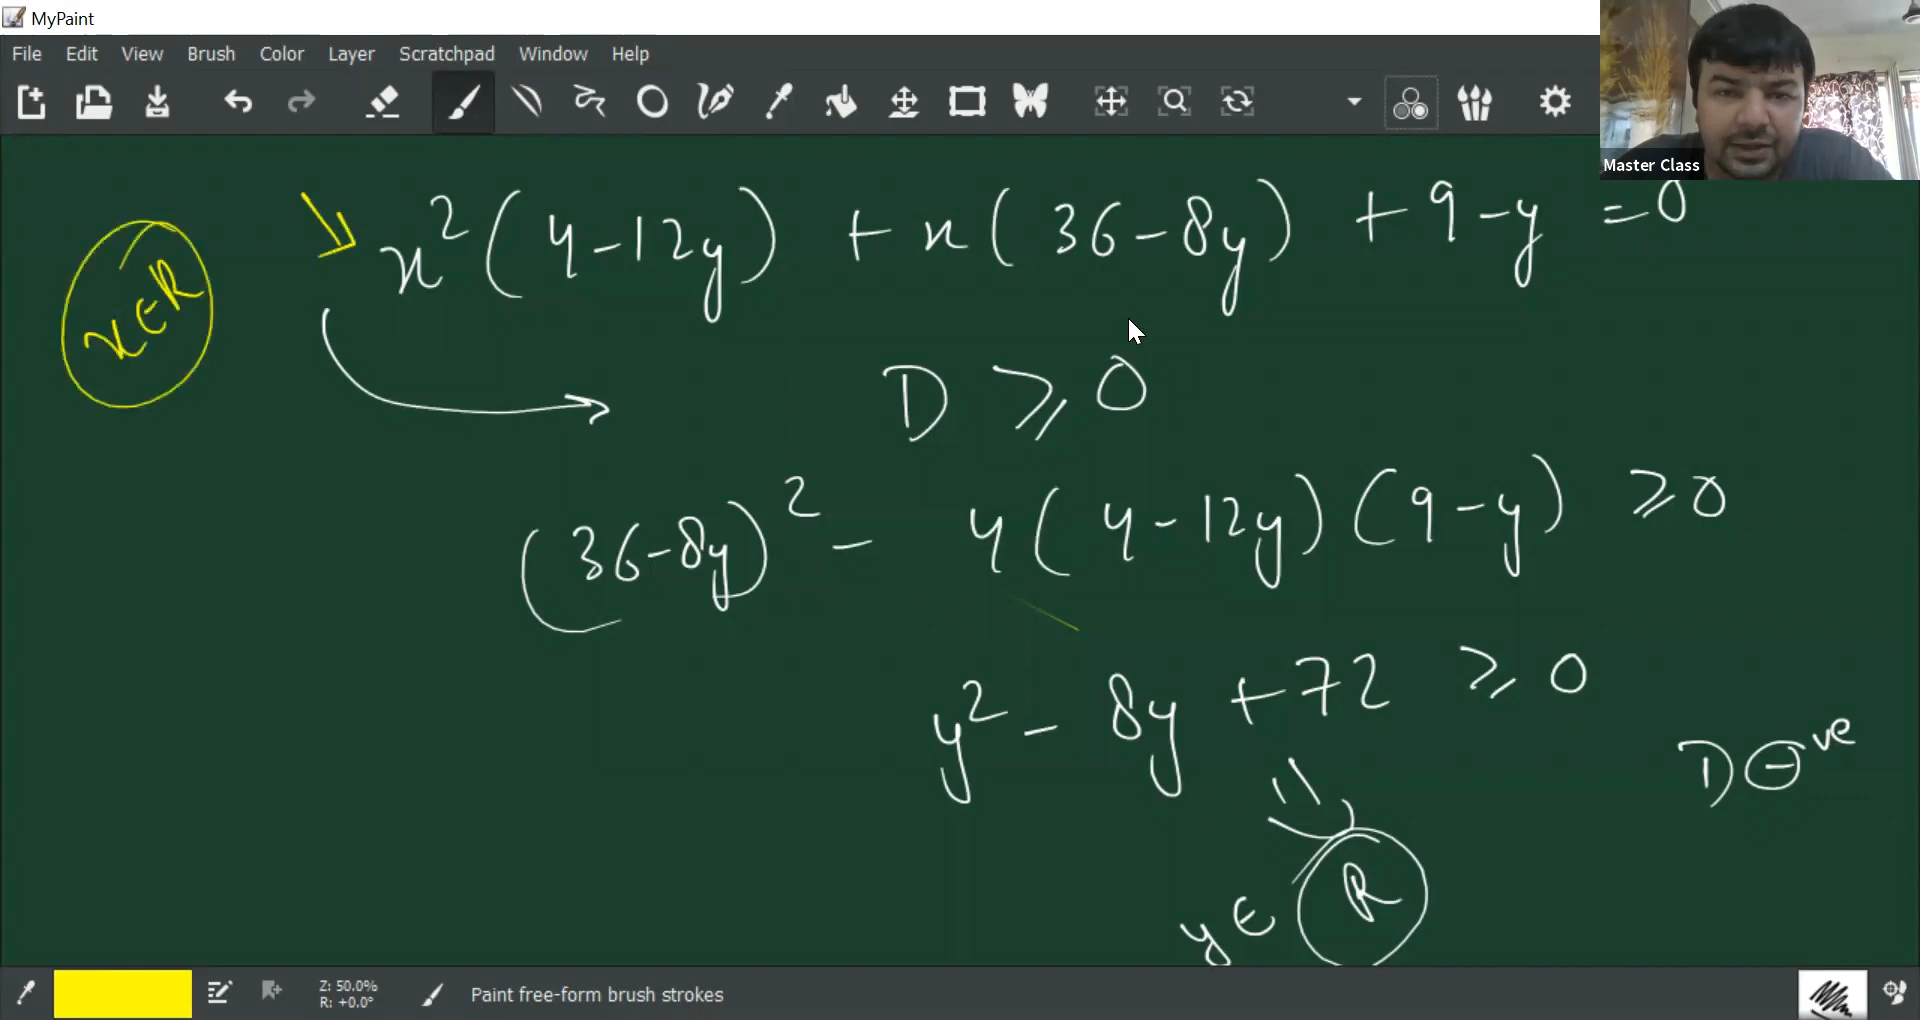 MyPaint
File Edit View Brush Color Layer Scratchpad Window Help
Master Class
x ∈ R
x²(4-12y) + x(36-8y) + 9-y = 0
D ≥ 0
(36-8y)² - 4(4-12y)(9-y) ≥ 0
y² - 8y + 72 ≥ 0
D ⊖ve
y ∈ R
Z: 50.0%
R: +0.0°
Paint free-form brush strokes